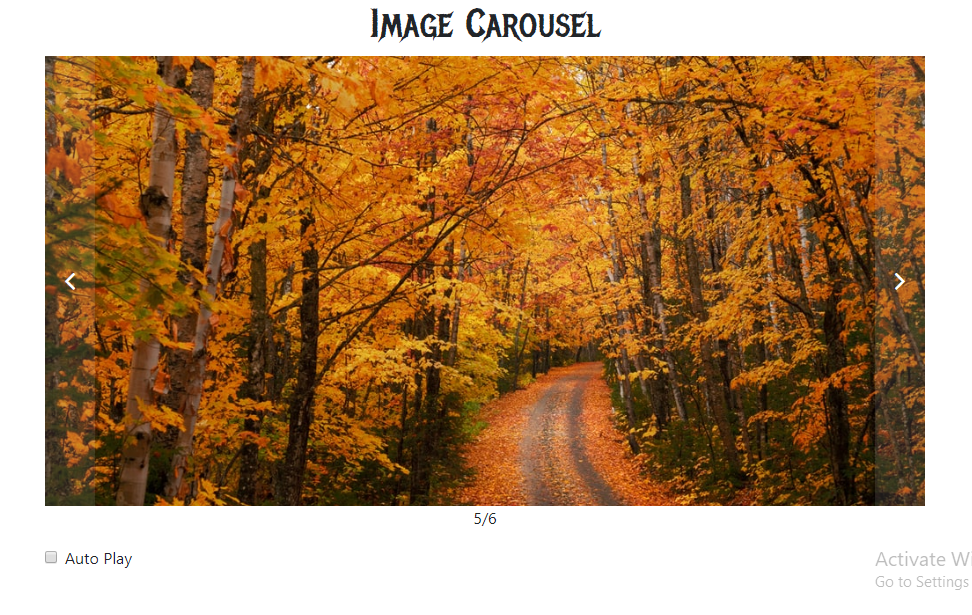 Image Carousel
5/6
Auto Play
Activate Wi
Go to Settings